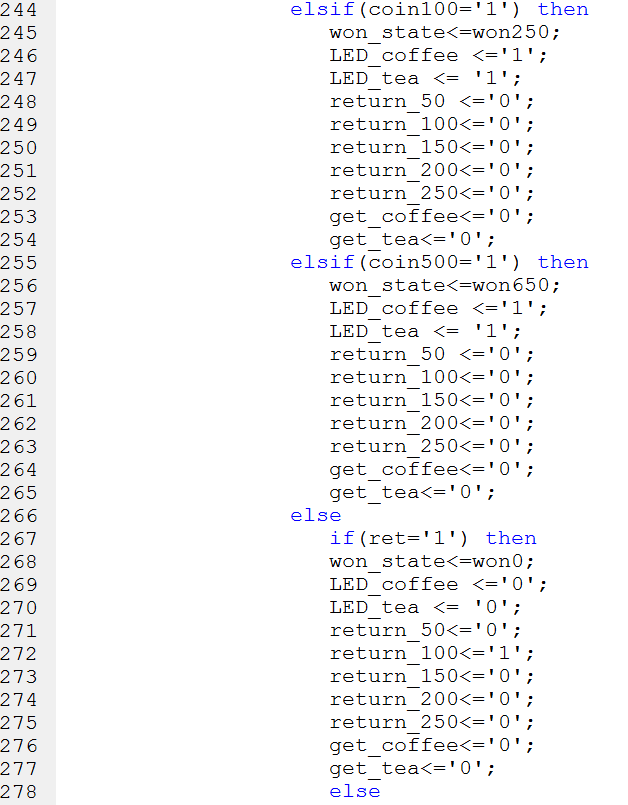 244 elsif(coin100='1') then
245 won_state<=won250;
246 LED_coffee <='1';
247 LED_tea <= '1';
248 return_50 <='0';
249 return_100<='0';
250 return_150<='0';
251 return_200<='0';
252 return_250<='0';
253 get_coffee<='0';
254 get_tea<='0';
255 elsif(coin500='1') then
256 won_state<=won650;
257 LED_coffee <='1';
258 LED_tea <= '1';
259 return_50 <='0';
260 return_100<='0';
261 return_150<='0';
262 return_200<='0';
263 return_250<='0';
264 get_coffee<='0';
265 get_tea<='0';
266 else
267 if(ret='1') then
268 won_state<=won0;
269 LED_coffee <='0';
270 LED_tea <= '0';
271 return_50<='0';
272 return_100<='1';
273 return_150<='0';
274 return_200<='0';
275 return_250<='0';
276 get_coffee<='0';
277 get_tea<='0';
278 else